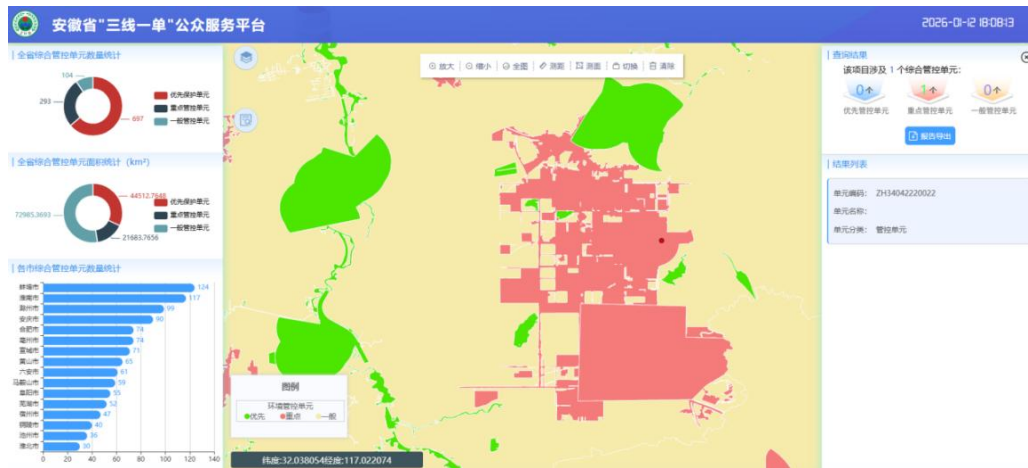 安徽省"三线一单"公众服务平台
2026-01-12 18:08:13
全省综合管控单元数量统计
104
293
697
优先保护单元
重点管控单元
一般管控单元
全省综合管控单元面积统计（km²）
44512.7648
72985.3693
21683.7656
优先保护单元
重点管控单元
一般管控单元
各市综合管控单元数量统计
蚌埠市 124
淮南市 117
滁州市 99
安庆市 90
合肥市 74
亳州市 74
宣城市 71
黄山市 65
六安市 61
马鞍山市 59
阜阳市 55
芜湖市 52
宿州市 47
铜陵市 40
池州市 36
淮北市 30
0 20 40 60 80 100 120 140
放大 缩小 全图 测距 测面 切换 清除
图例
环境管控单元
优先 重点 一般
纬度:32.038054经度:117.022074
查询结果
该项目涉及 1 个综合管控单元：
0个 1个 0个
优先管控单元 重点管控单元 一般管控单元
报告导出
结果列表
单元编码： ZH34042220022
单元名称：
单元分类： 管控单元